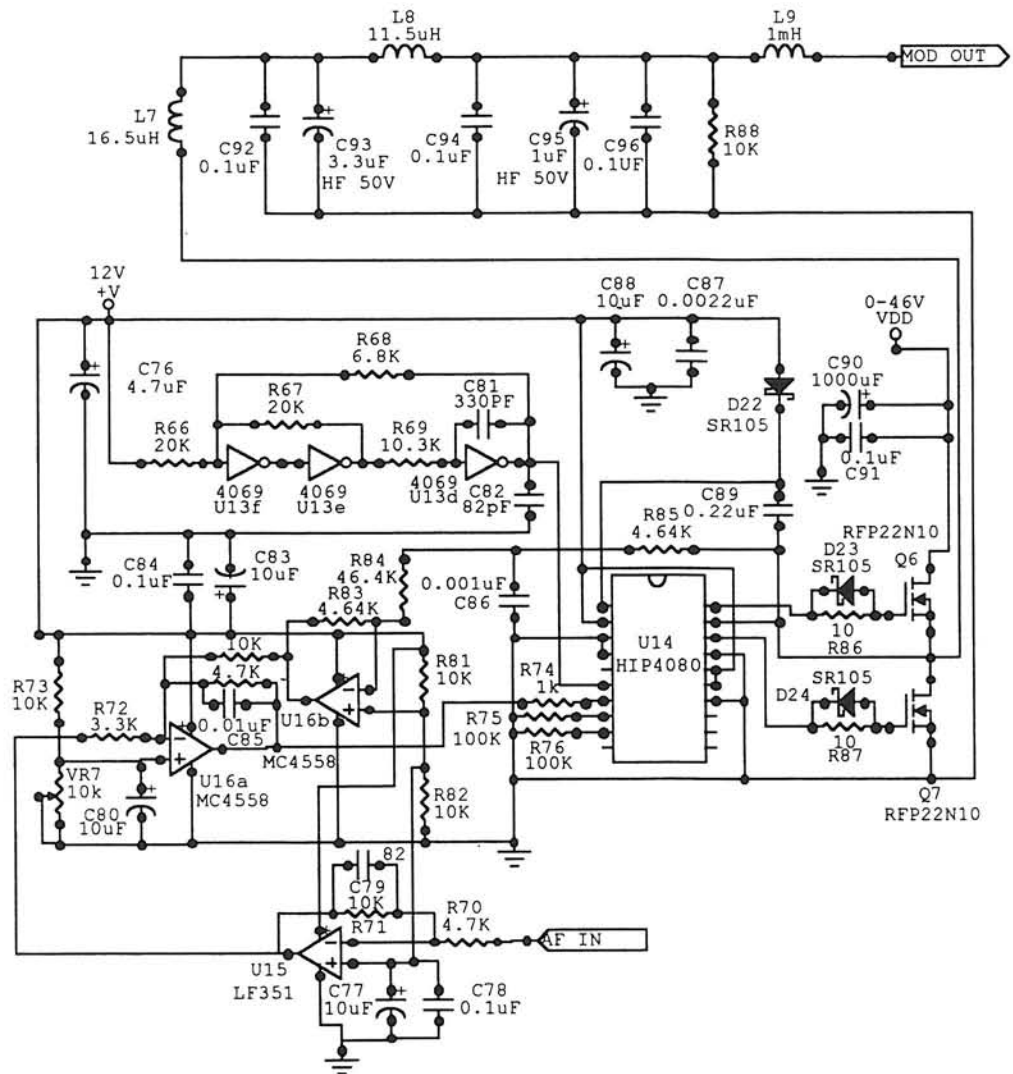 L8
11.5uH
L9
1mH
MOD OUT
L7
16.5uH
C92
0.1uF
C93
3.3uF
HF 50V
C94
0.1uF
C95
1uF
HF 50V
C96
0.1UF
R88
10K
12V
+V
C88
10uF
C87
0.0022uF
0-46V
VDD
C76
4.7uF
R68
6.8K
C81
330PF
R67
20K
R66
20K
R69
10.3K
D22
SR105
C90
1000uF
0.1uF
C91
4069
U13f
4069
U13e
4069
U13d
C82
82pF
C89
0.22uF
R85
4.64K
RFP22N10
Q6
D23
SR105
10
R86
C84
0.1uF
C83
10uF
R84
46.4K
R83
4.64K
0.001uF
C86
U14
HIP4080
R73
10K
10K
4.7K
R72
3.3K
0.01uF
C85
U16b
MC4558
R81
10K
R74
1k
R75
100K
R76
100K
D24
SR105
10
R87
Q7
RFP22N10
U16a
MC4558
VR7
10k
C80
10uF
R82
10K
82
C79
10K
R71
R70
4.7K
AF IN
U15
LF351
C77
10uF
C78
0.1uF